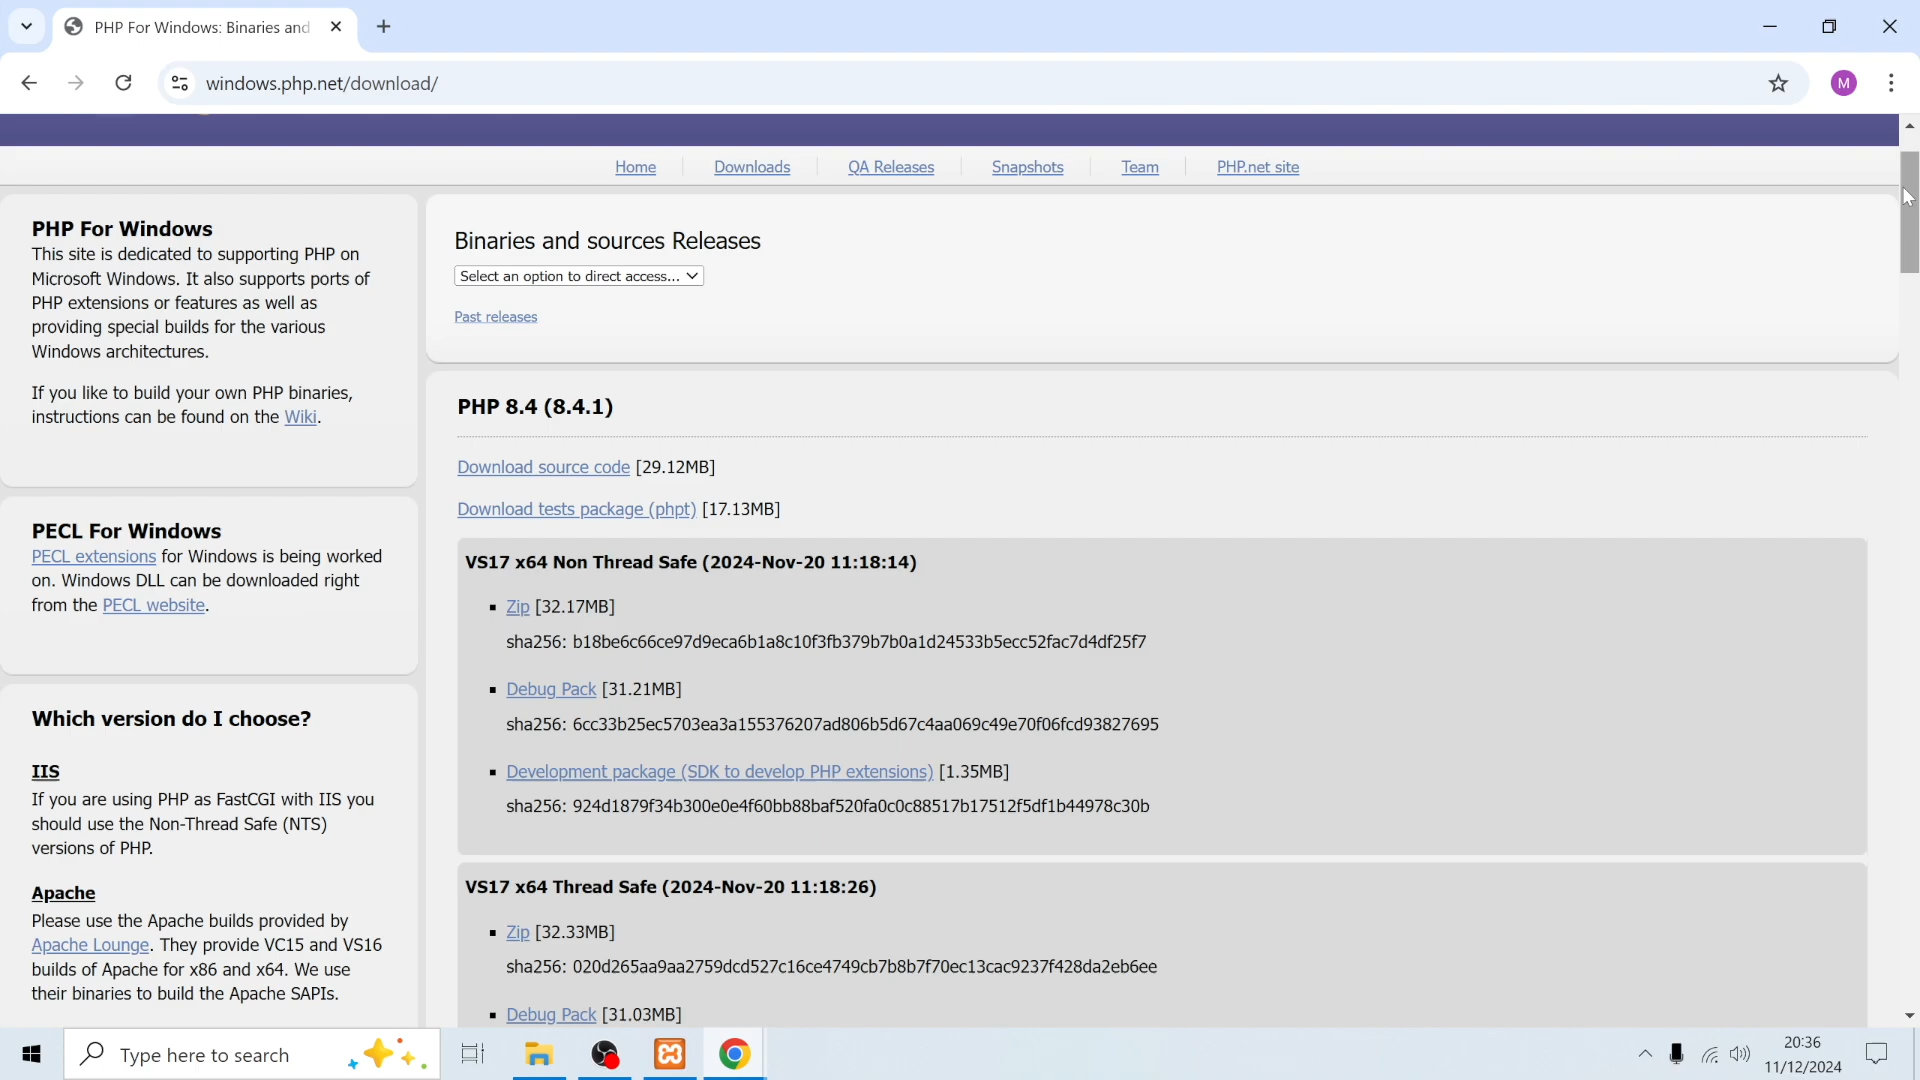 PHP For Windows: Binaries and
windows.php.net/download/
M
Home
Downloads
QA Releases
Snapshots
Team
PHP.net site
PHP For Windows
This site is dedicated to supporting PHP on
Microsoft Windows. It also supports ports of
PHP extensions or features as well as
providing special builds for the various
Windows architectures.
If you like to build your own PHP binaries,
instructions can be found on the Wiki.
PECL For Windows
PECL extensions for Windows is being worked
on. Windows DLL can be downloaded right
from the PECL website.
Which version do I choose?
IIS
If you are using PHP as FastCGI with IIS you
should use the Non-Thread Safe (NTS)
versions of PHP.
Apache
Please use the Apache builds provided by
Apache Lounge. They provide VC15 and VS16
builds of Apache for x86 and x64. We use
their binaries to build the Apache SAPIs.
Binaries and sources Releases
Select an option to direct access...
Past releases
PHP 8.4 (8.4.1)
Download source code [29.12MB]
Download tests package (phpt) [17.13MB]
VS17 x64 Non Thread Safe (2024-Nov-20 11:18:14)
Zip [32.17MB]
sha256: b18be6c66ce97d9eca6b1a8c10f3fb379b7b0a1d24533b5ecc52fac7d4df25f7
Debug Pack [31.21MB]
sha256: 6cc33b25ec5703ea3a155376207ad806b5d67c4aa069c49e70f06fcd93827695
Development package (SDK to develop PHP extensions) [1.35MB]
sha256: 924d1879f34b300e0e4f60bb88baf520fa0c0c88517b17512f5df1b44978c30b
VS17 x64 Thread Safe (2024-Nov-20 11:18:26)
Zip [32.33MB]
sha256: 020d265aa9aa2759dcd527c16ce4749cb7b8b7f70ec13cac9237f428da2eb6ee
Debug Pack [31.03MB]
Type here to search
20:36
11/12/2024